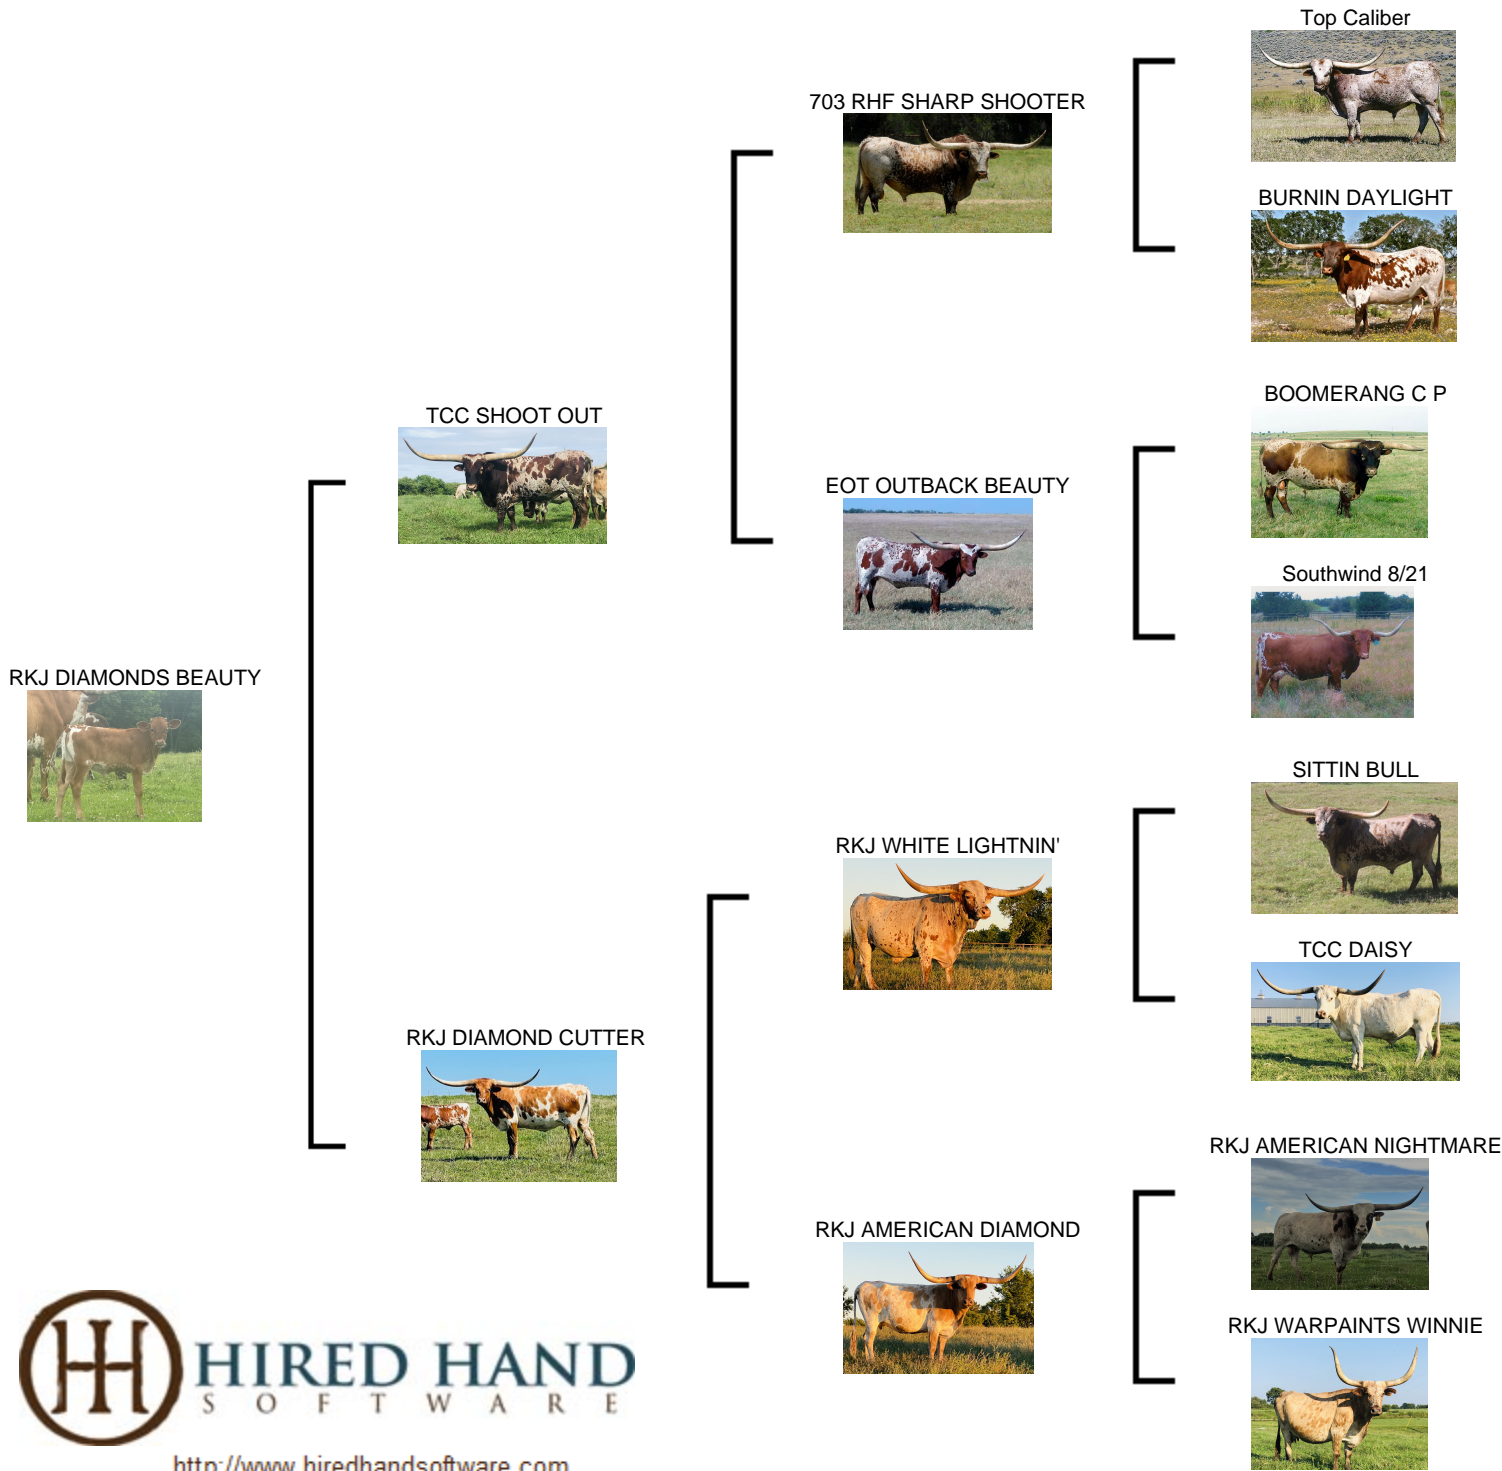 Top Caliber
703 RHF SHARP SHOOTER
BURNIN DAYLIGHT
TCC SHOOT OUT
BOOMERANG C P
EOT OUTBACK BEAUTY
Southwind 8/21
RKJ DIAMONDS BEAUTY
SITTIN BULL
RKJ WHITE LIGHTNIN'
TCC DAISY
RKJ DIAMOND CUTTER
RKJ AMERICAN NIGHTMARE
RKJ AMERICAN DIAMOND
RKJ WARPAINTS WINNIE
HIRED HAND
SOFTWARE
http://www.hiredhandsoftware.com